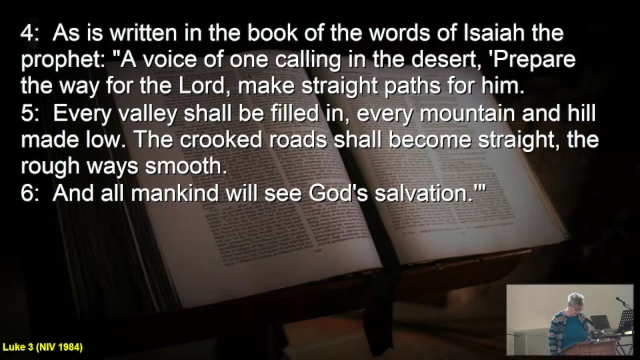 4:  As is written in the book of the words of Isaiah the
prophet: "A voice of one calling in the desert, 'Prepare
the way for the Lord, make straight paths for him.
5:  Every valley shall be filled in, every mountain and hill
made low. The crooked roads shall become straight, the
rough ways smooth.
6:  And all mankind will see God's salvation.'"
Luke 3 (NIV 1984)